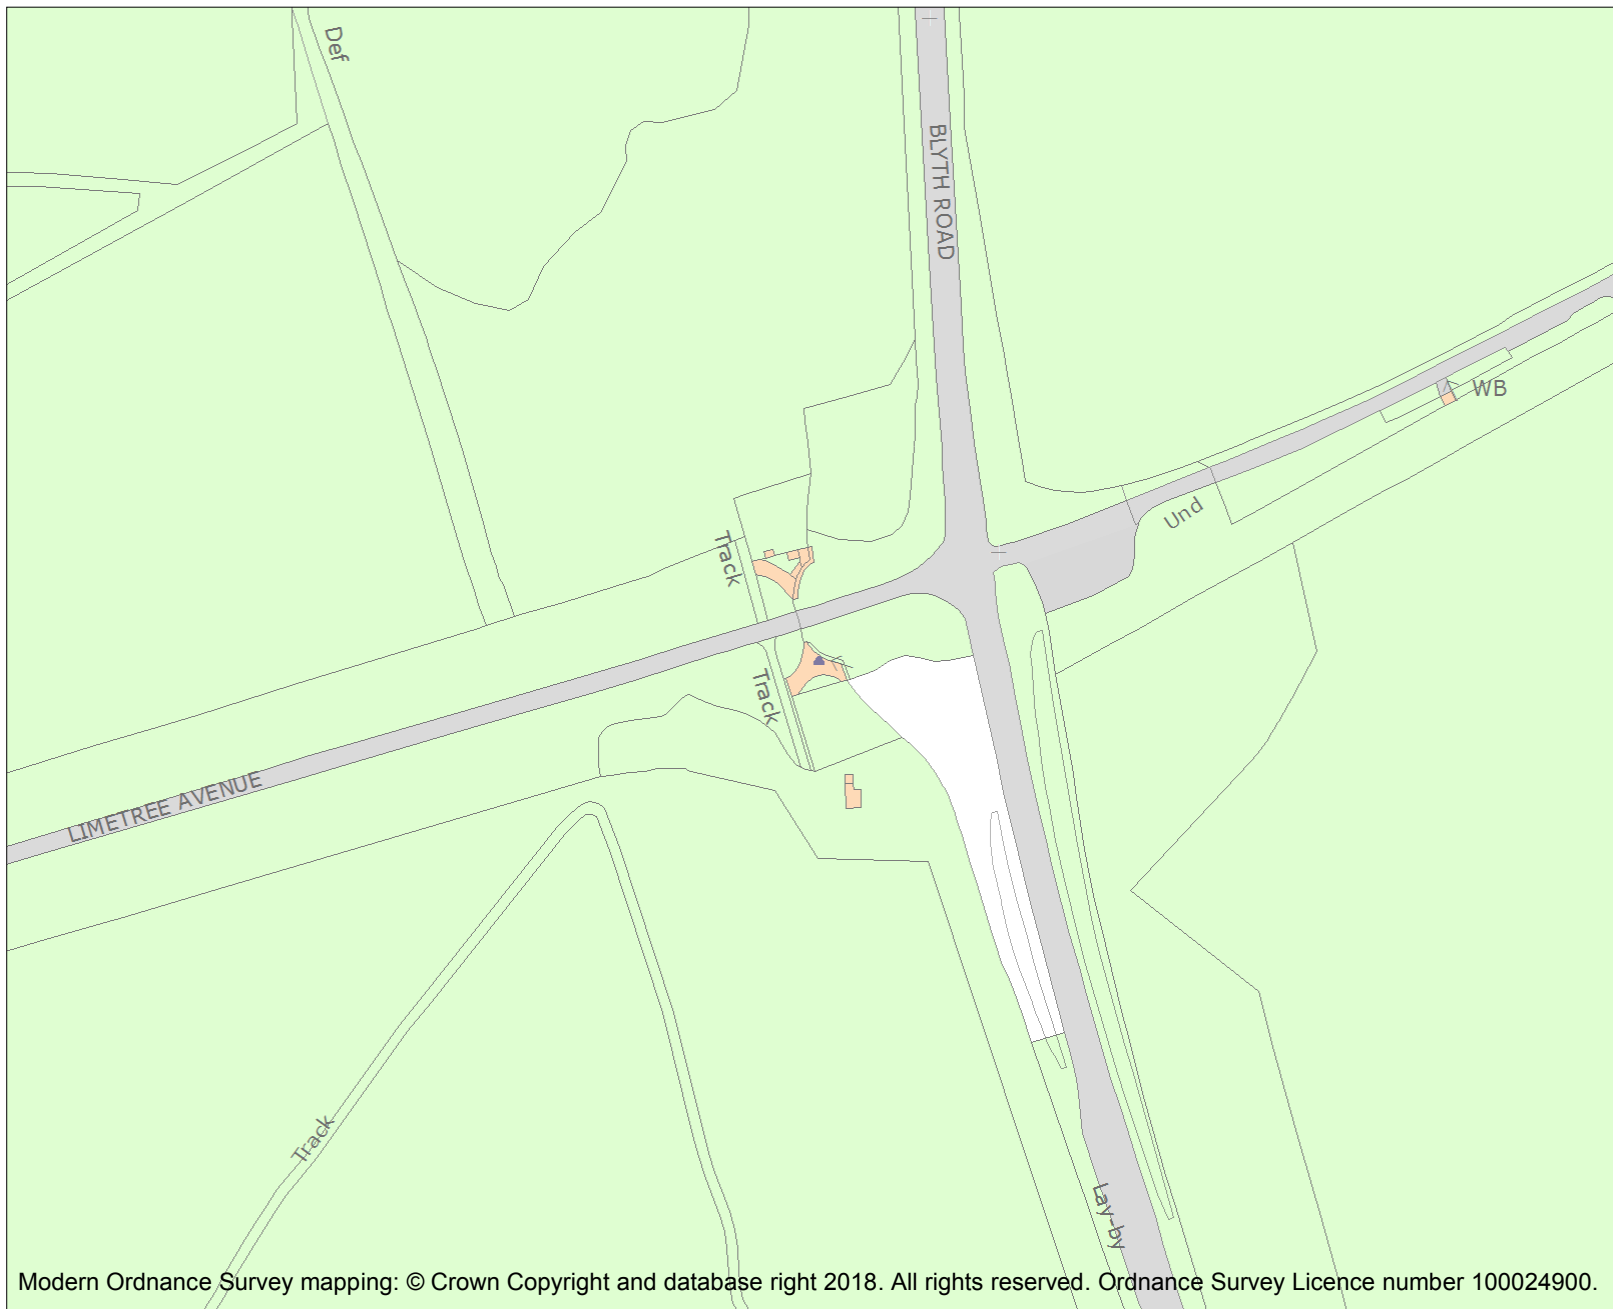 Def
BLYTH ROAD
WB
Und
Track
Track
LIMETREE AVENUE
Track
Lay-by
Modern Ordnance Survey mapping: © Crown Copyright and database right 2018. All rights reserved. Ordnance Survey Licence number 100024900.